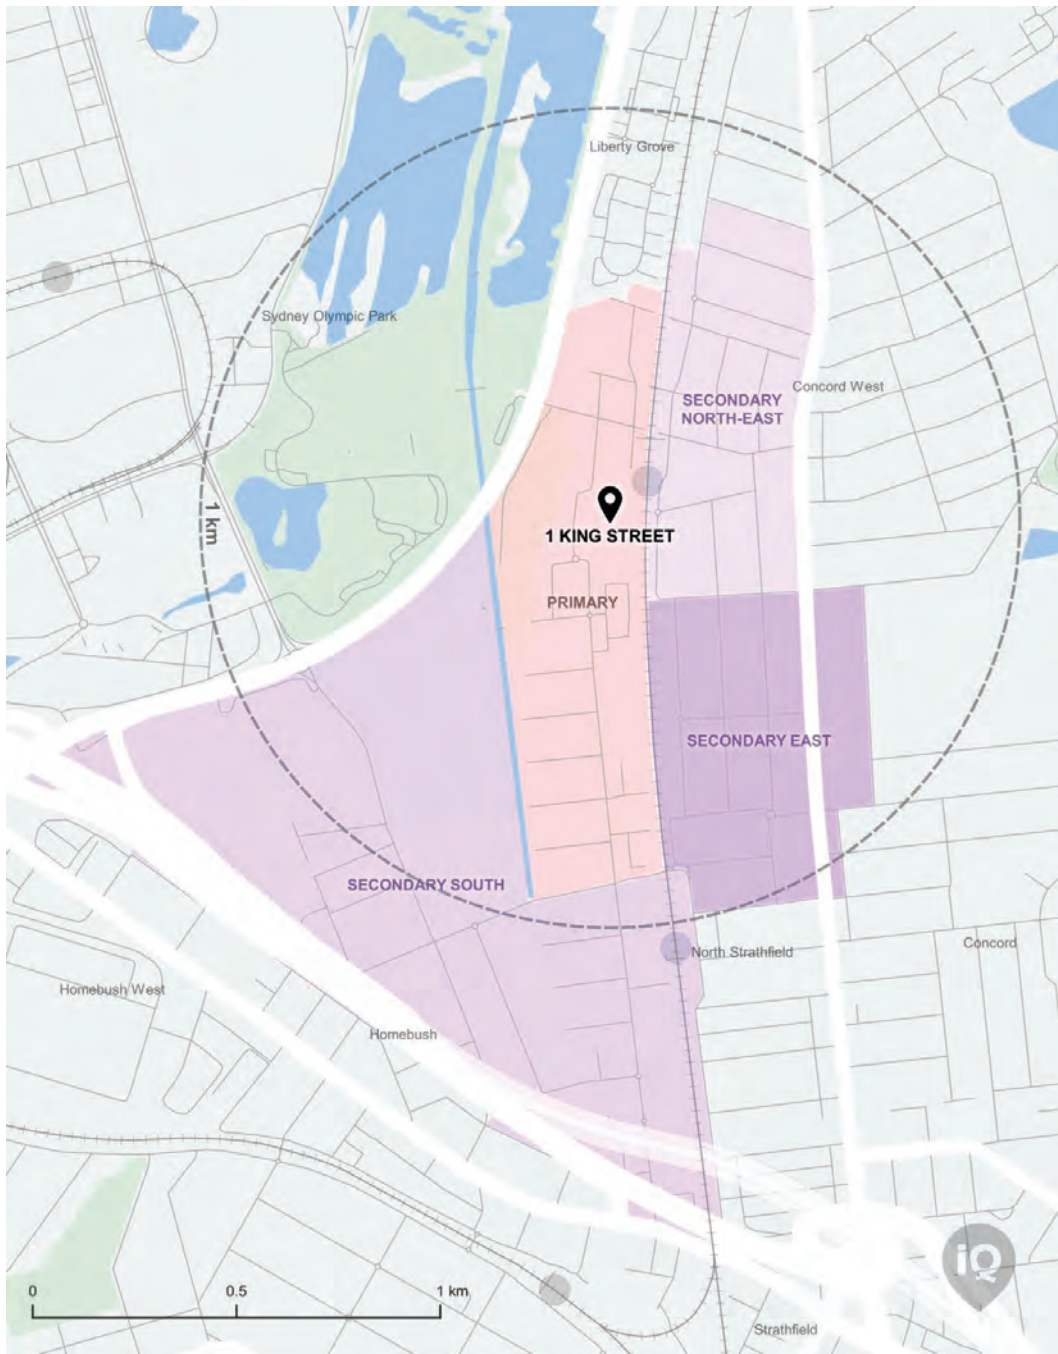 Liberty Grove
Sydney Olympic Park
Concord West
SECONDARY
NORTH-EAST
1 km
1 KING STREET
PRIMARY
SECONDARY EAST
SECONDARY SOUTH
North Strathfield
Concord
Homebush West
Homebush
iQ
0 0.5 1 km
Strathfield